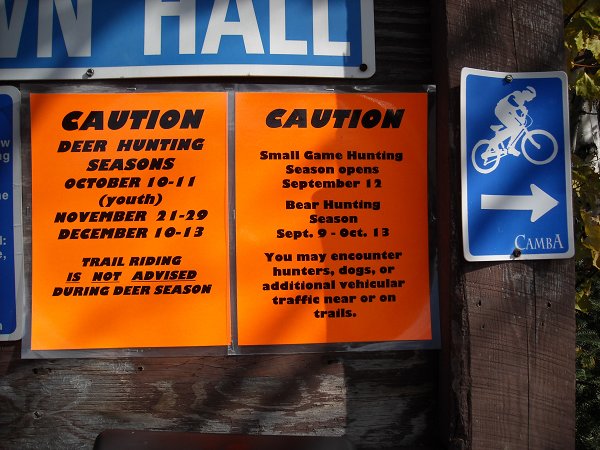 WN HALL
CAUTION
DEER HUNTING
SEASONS
OCTOBER 10-11
(youth)
NOVEMBER 21-29
DECEMBER 10-13
TRAIL RIDING
IS NOT ADVISED
DURING DEER SEASON
CAUTION
Small Game Hunting
Season opens
September 12
Bear Hunting
Season
Sept. 9 - Oct. 13
You may encounter
hunters, dogs, or
additional vehicular
traffic near or on
trails.
CAMBA